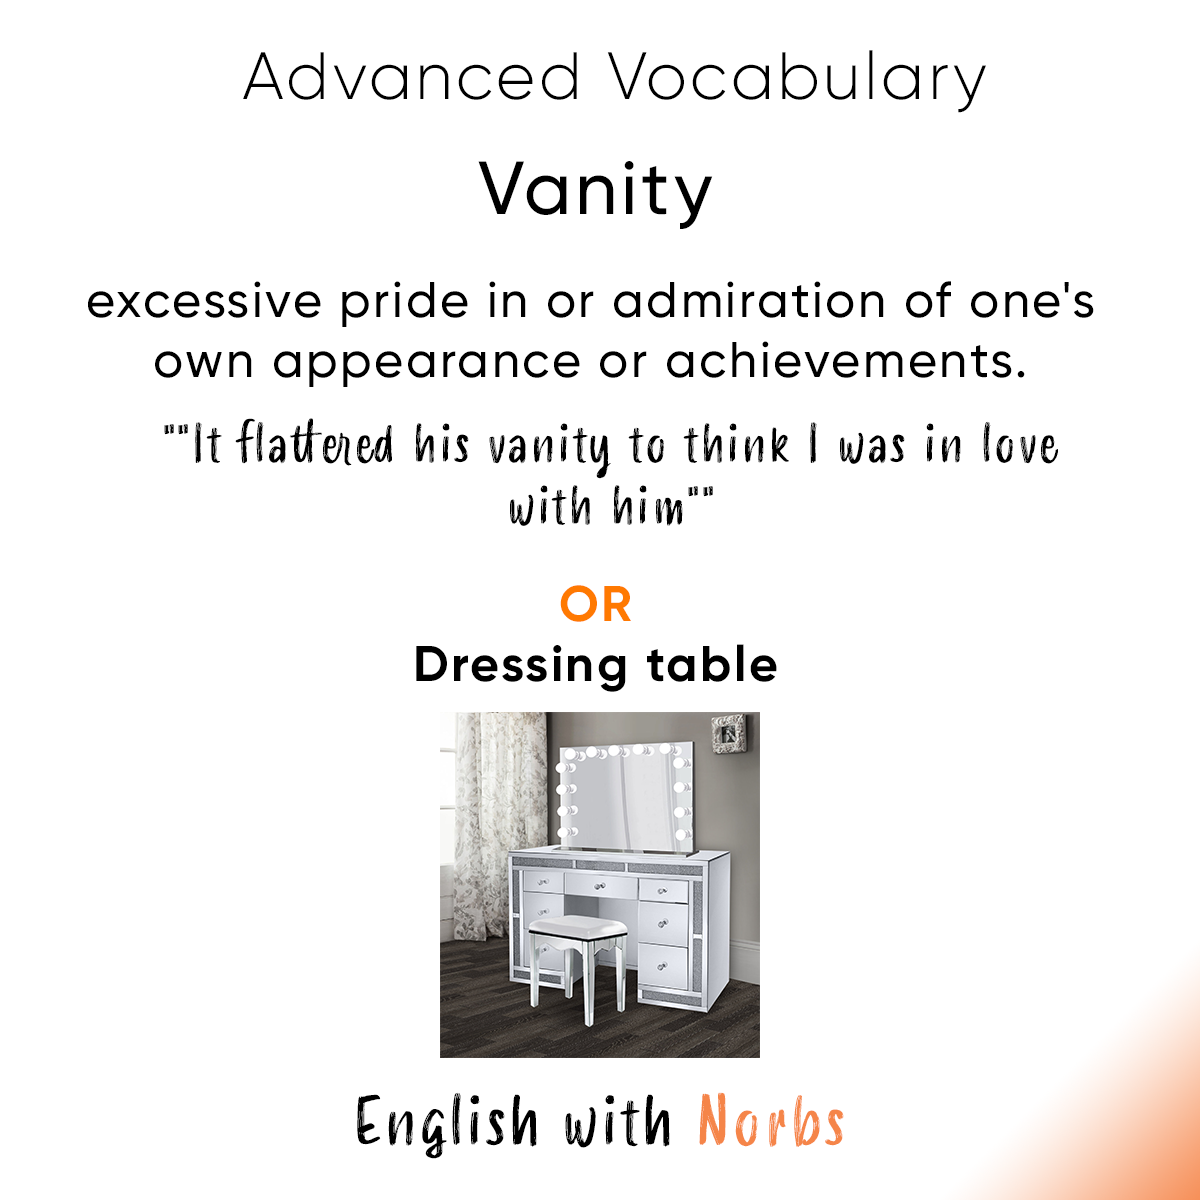 Advanced Vocabulary
Vanity
excessive pride in or admiration of one's
own appearance or achievements.
""It flattered his vanity to think I was in love
with him""
OR
Dressing table
English with Norbs